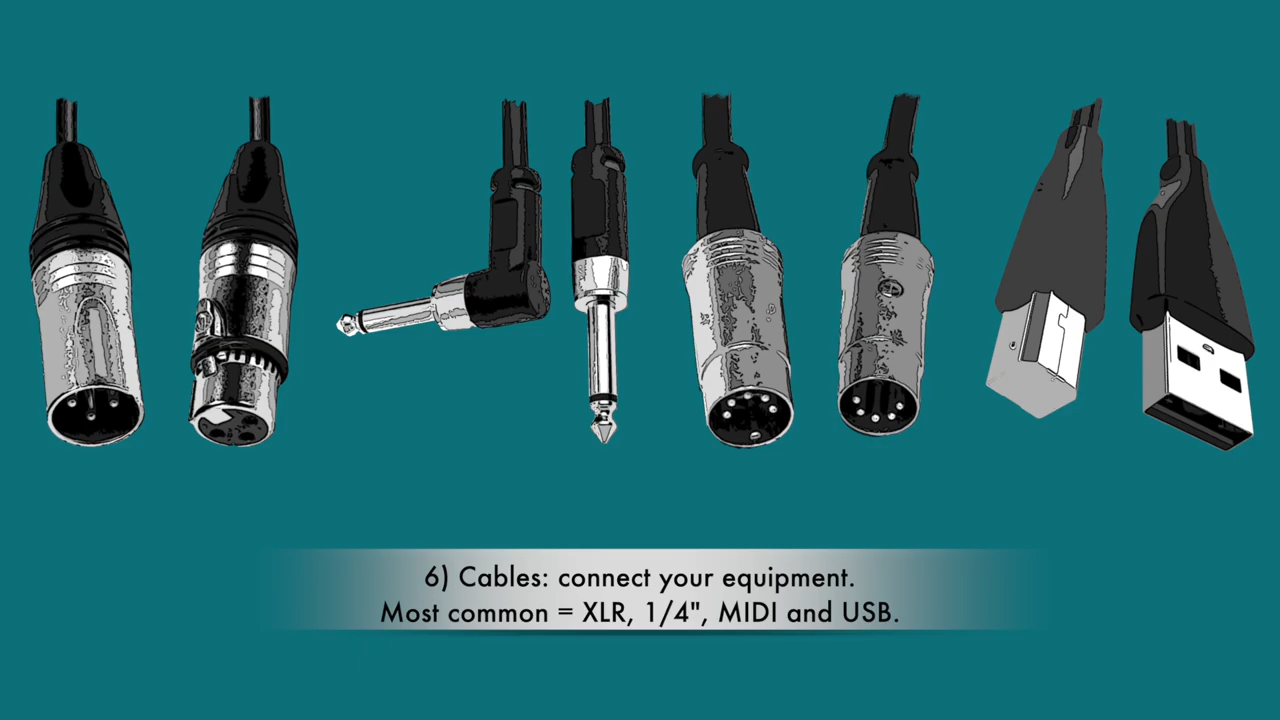 6) Cables: connect your equipment.
Most common = XLR, 1/4", MIDI and USB.